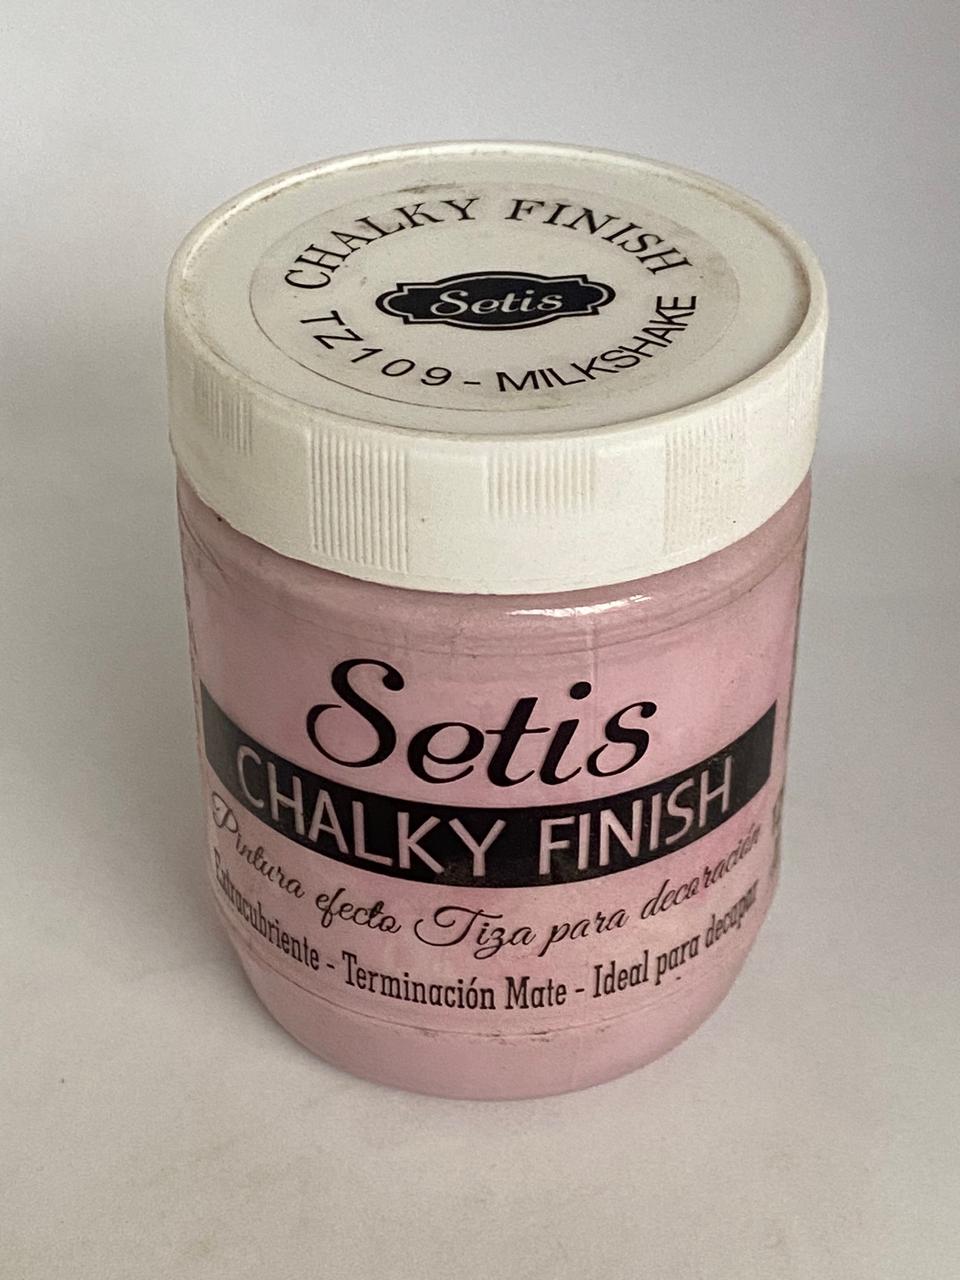 CHALKY FINISH
Setis
TZ109 - MILKSHAKE
Setis
CHALKY FINISH
Pintura efecto Tiza para decoración
Extracubriente - Terminación Mate - Ideal para decapar